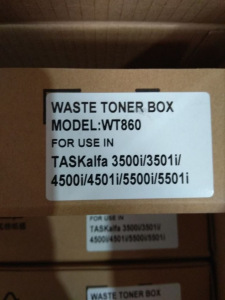 WASTE TONER BOX
MODEL:WT860
FOR USE IN
TASKalfa 3500i/3501i/
4500i/4501i/5500i/5501i
FOR USE IN
TASKalfa 3500i/3501i/
4500i/4501i/5500i/5501i
WASTE TONER BOX